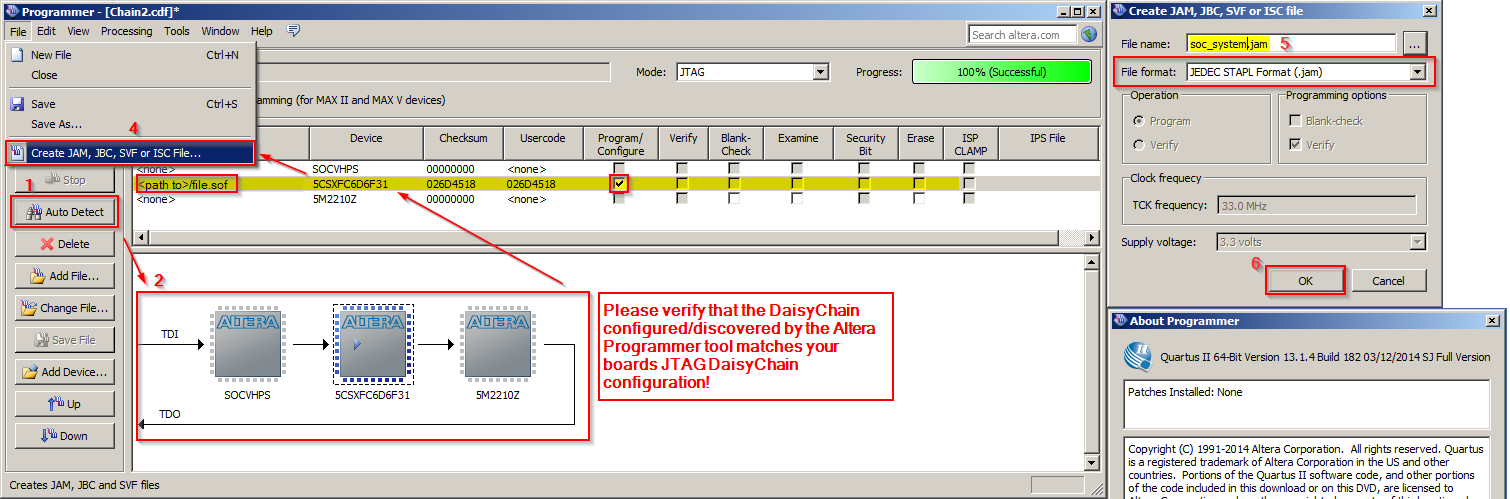 Programmer - [Chain2.cdf]*
File Edit View Processing Tools Window Help
Search altera.com
New File Ctrl+N
Close
Save Ctrl+S
Save As...
4
Create JAM, JBC, SVF or ISC File...
Mode: JTAG
Progress: 100% (Successful)
amming (for MAX II and MAX V devices)
Device Checksum Usercode Program/Configure Verify Blank-Check Examine Security Bit Erase ISP CLAMP IPS File
<none> SOCVHPS 00000000 <none>
<path to>/file.sof 5CSXFC6D6F31 026D4518 026D4518
<none> 5M2210Z 00000000 <none>
Stop
1
Auto Detect
Delete
Add File...
Change File...
Save File
Add Device...
Up
Down
2
TDI
ALTERA
ALTERA
ALTERA
SOCVHPS
5CSXFC6D6F31
5M2210Z
TDO
Please verify that the DaisyChain
configured/discovered by the Altera
Programmer tool matches your
boards JTAG DaisyChain
configuration!
Creates JAM, JBC and SVF files
Create JAM, JBC, SVF or ISC file
File name: soc_system.jam 5 ...
File format: JEDEC STAPL Format (.jam)
Operation
Program
Verify
Programming options
Blank-check
Verify
Clock frequecy
TCK frequency: 33.0 MHz
Supply voltage: 3.3 volts
6
OK
Cancel
About Programmer
Quartus II 64-Bit Version 13.1.4 Build 182 03/12/2014 SJ Full Version
Patches Installed: None
Copyright (C) 1991-2014 Altera Corporation. All rights reserved. Quartus
is a registered trademark of Altera Corporation in the US and other
countries. Portions of the Quartus II software code, and other portions
of the code included in this download or on this DVD, are licensed to